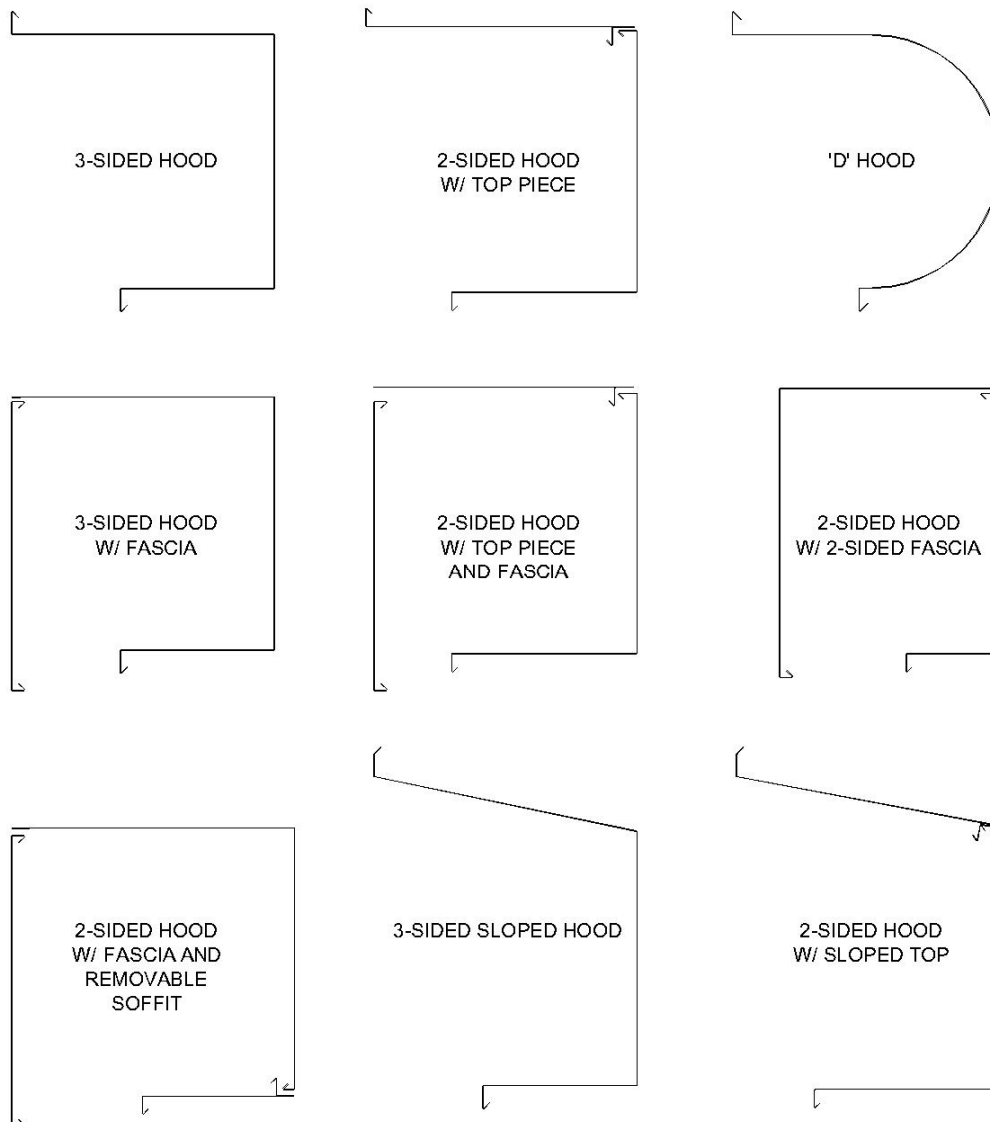 3-SIDED HOOD
2-SIDED HOOD
W/ TOP PIECE
'D' HOOD
3-SIDED HOOD
W/ FASCIA
2-SIDED HOOD
W/ TOP PIECE
AND FASCIA
2-SIDED HOOD
W/ 2-SIDED FASCIA
2-SIDED HOOD
W/ FASCIA AND
REMOVABLE
SOFFIT
3-SIDED SLOPED HOOD
2-SIDED HOOD
W/ SLOPED TOP